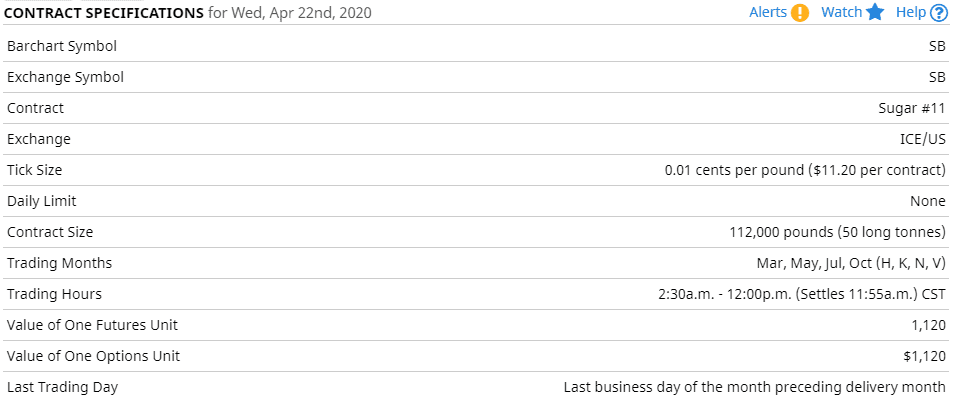 CONTRACT SPECIFICATIONS for Wed, Apr 22nd, 2020 Alerts Watch Help
Barchart Symbol SB
Exchange Symbol SB
Contract Sugar #11
Exchange ICE/US
Tick Size 0.01 cents per pound ($11.20 per contract)
Daily Limit None
Contract Size 112,000 pounds (50 long tonnes)
Trading Months Mar, May, Jul, Oct (H, K, N, V)
Trading Hours 2:30a.m. - 12:00p.m. (Settles 11:55a.m.) CST
Value of One Futures Unit 1,120
Value of One Options Unit $1,120
Last Trading Day Last business day of the month preceding delivery month